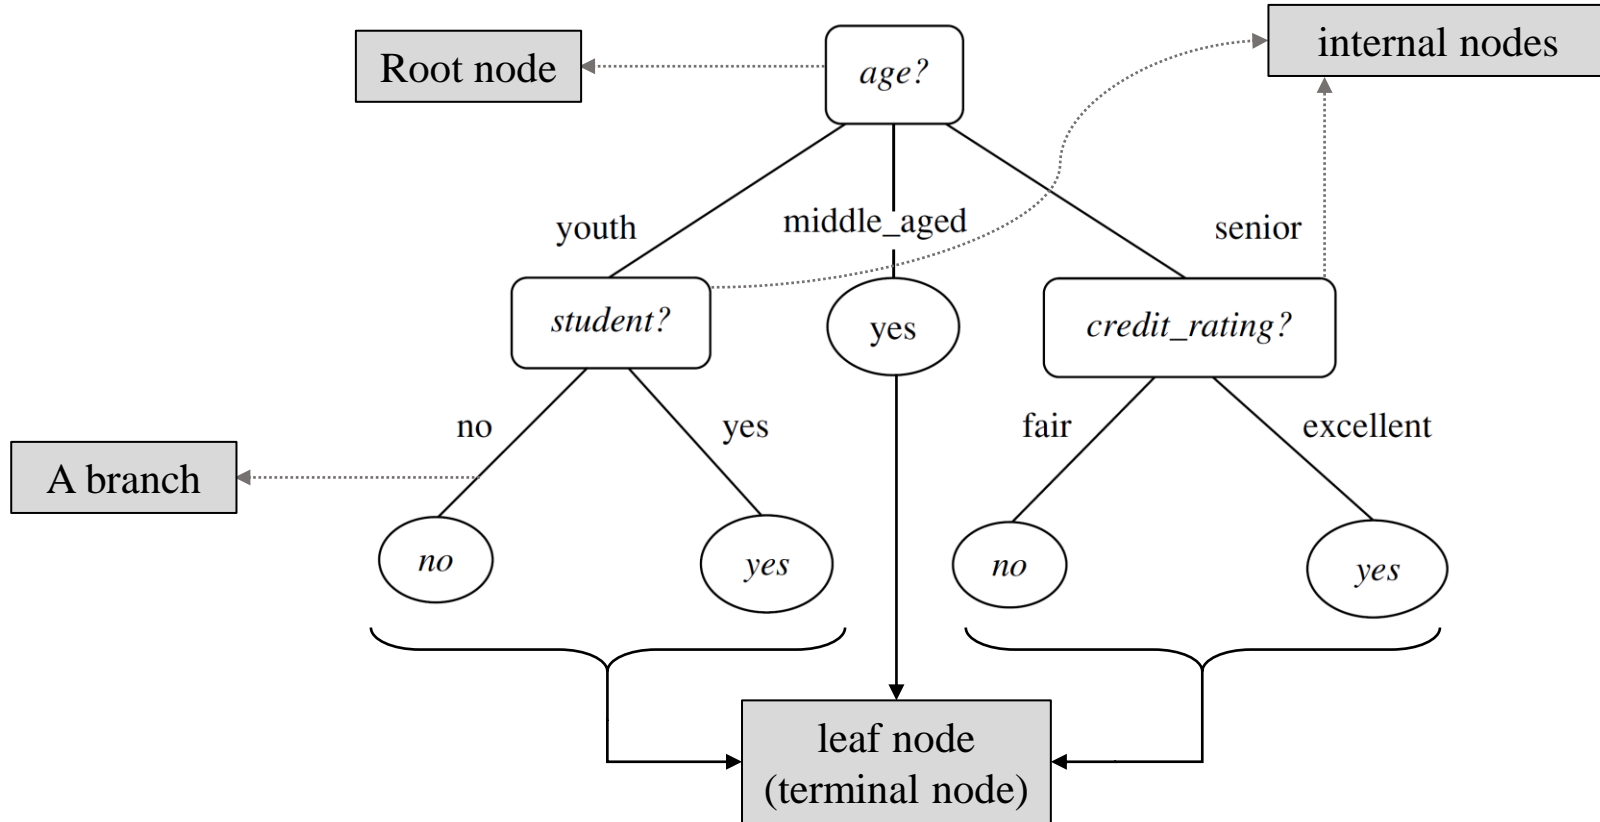 Root node
age?
internal nodes
youth
middle_aged
senior
student?
yes
credit_rating?
no
yes
fair
excellent
A branch
no
yes
no
yes
leaf node
(terminal node)